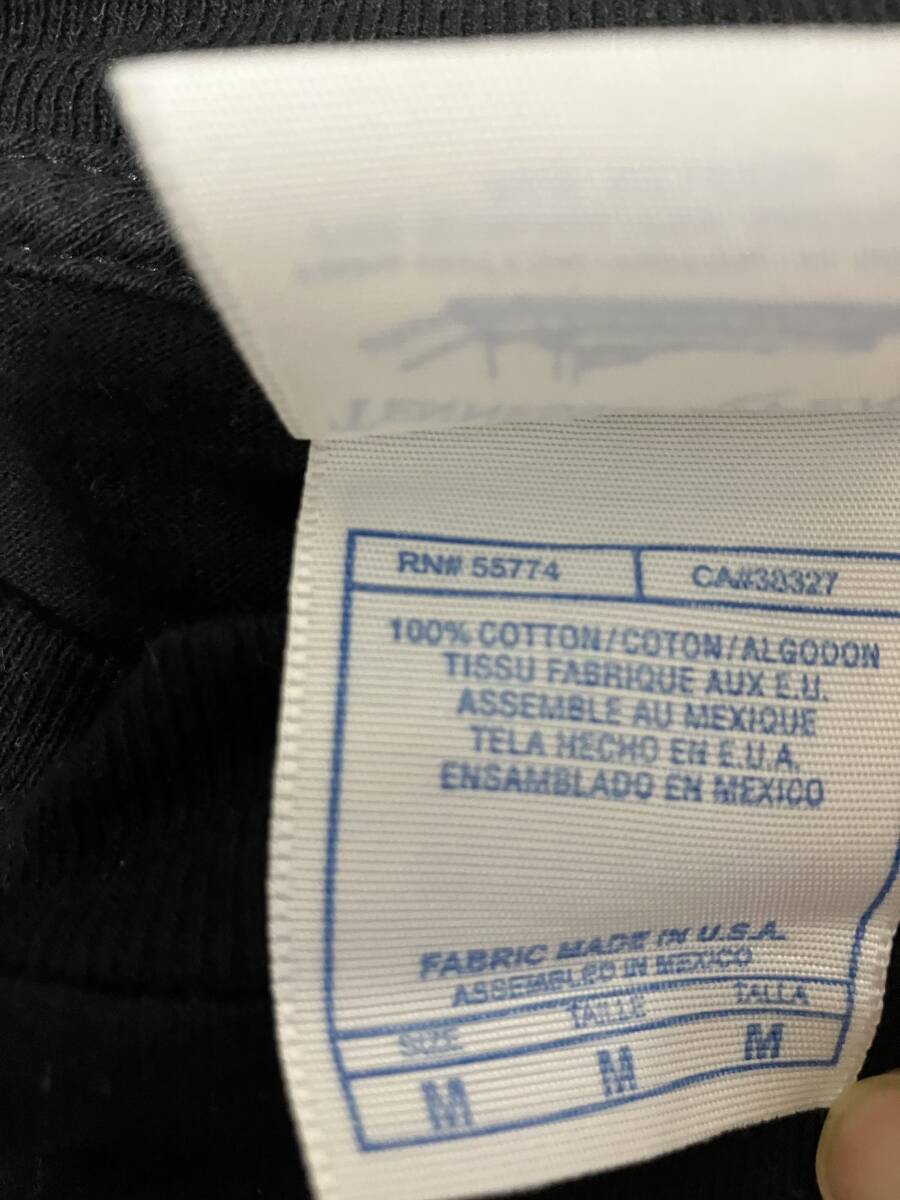 RN# 55774
CA#38327
100% COTTON/COTON/ALGODON
TISSU FABRIQUE AUX E.U.
ASSEMBLE AU MEXIQUE
TELA HECHO EN E.U.A.
ENSAMBLADO EN MEXICO
FABRIC MADE IN U.S.A.
ASSEMBLED IN MEXICO
SIZE TAILLE TALLA
M M M